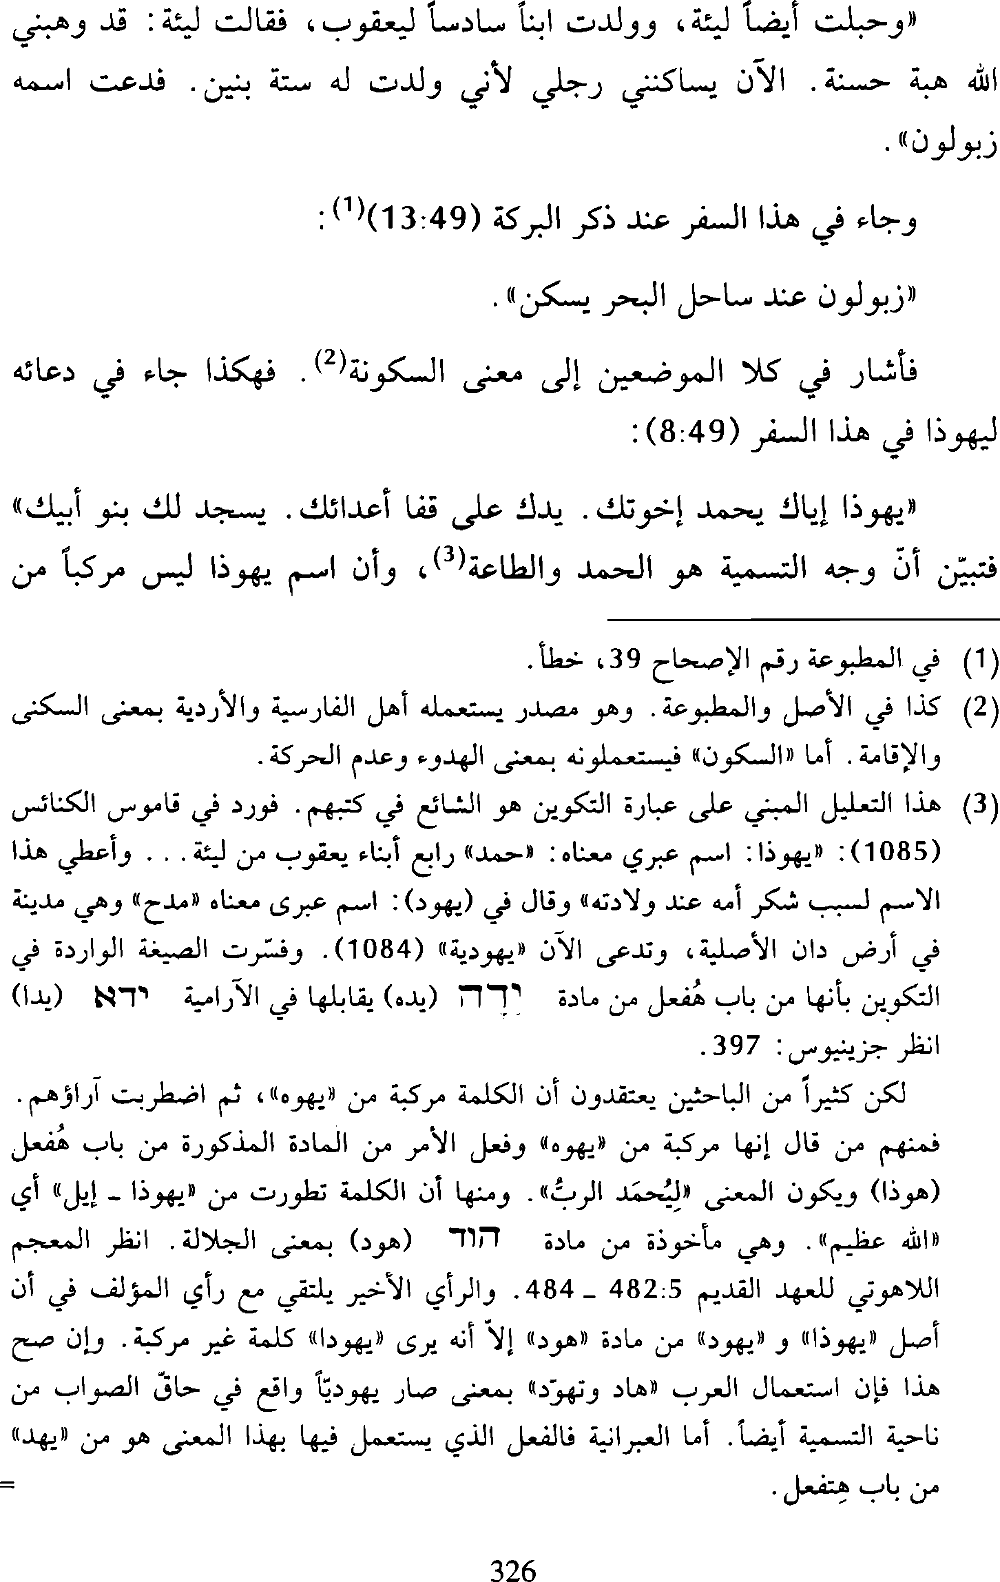 «وحبلت أيضاً ليئة، وولدت ابناً سادساً ليعقوب، فقالت ليئة: قد وهبني
الله هبة حسنة. الآن يساكنني رجلي لأني ولدت له ستة بنين. فدعت اسمه
زبولون».
وجاء في هذا السفر عند ذكر البركة (13:49)(1):
«زبولون عند ساحل البحر يسكن».
فأشار في كلا الموضعين إلى معنى السكونة(2). فهكذا جاء في دعائه
ليهوذا في هذا السفر (8:49):
«يهوذا إياك يحمد إخوتك. يدك على قفا أعدائك. يسجد لك بنو أبيك»
فتبيّن أنّ وجه التسمية هو الحمد والطاعة(3)، وأن اسم يهوذا ليس مركباً من
(1) في المطبوعة رقم الإصحاح 39، خطأ.
(2) كذا في الأصل والمطبوعة. وهو مصدر يستعمله أهل الفارسية والأردية بمعنى السكنى
والإقامة. أما «السكون» فيستعملونه بمعنى الهدوء وعدم الحركة.
(3) هذا التعليل المبني على عبارة التكوين هو الشائع في كتبهم. فورد في قاموس الكنائس
(1085): «يهوذا: اسم عبري معناه: «حمد» رابع أبناء يعقوب من ليئة... وأعطي هذا
الاسم لسبب شكر أمه عند ولادته» وقال في (يهود): اسم عبرى معناه «مدح» وهي مدينة
في أرض دان الأصلية، وتدعى الآن «يهودية» (1084). وفسّرت الصيغة الواردة في
التكوين بأنها من باب هُفعل من مادة יָדָה (يده) يقابلها في الآرامية ידא (يدا)
انظر جزينيوس: 397.
لكن كثيراً من الباحثين يعتقدون أن الكلمة مركبة من «يهوه»، ثم اضطربت آراؤهم.
فمنهم من قال إنها مركبة من «يهوه» وفعل الأمر من المادة المذكورة من باب هُفعل
(هوذا) ويكون المعنى «لِيُحمَد الربُّ». ومنها أن الكلمة تطورت من «يهوذا ـ إيل» أي
«الله عظيم». وهي مأخوذة من مادة הוד (هود) بمعنى الجلالة. انظر المعجم
اللاهوتي للعهد القديم 482:5 ـ 484. والرأي الأخير يلتقي مع رأي المؤلف في أن
أصل «يهوذا» و «يهود» من مادة «هود» إلاّ أنه يرى «يهودا» كلمة غير مركبة. وإن صح
هذا فإن استعمال العرب «هاد وتهوّد» بمعنى صار يهوديّاً واقع في حاقّ الصواب من
ناحية التسمية أيضاً. أما العبرانية فالفعل الذي يستعمل فيها بهذا المعنى هو من «يهد»
من باب هِتفعل.
=
326